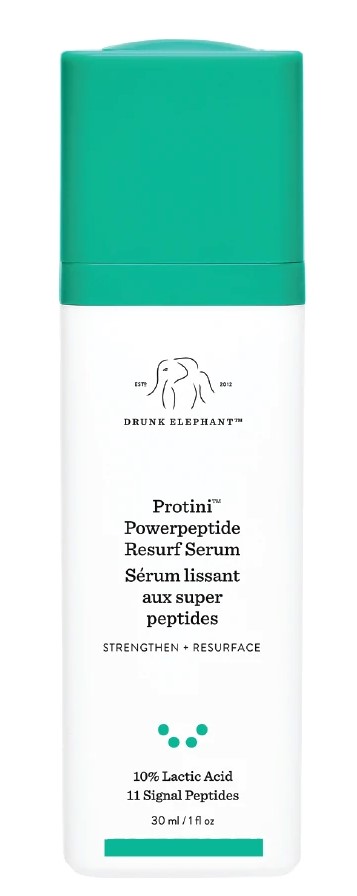 ESTD 2012
DRUNK ELEPHANT™
Protini™
Powerpeptide
Resurf Serum
Sérum lissant
aux super
peptides
STRENGTHEN + RESURFACE
10% Lactic Acid
11 Signal Peptides
30 ml / 1 fl oz